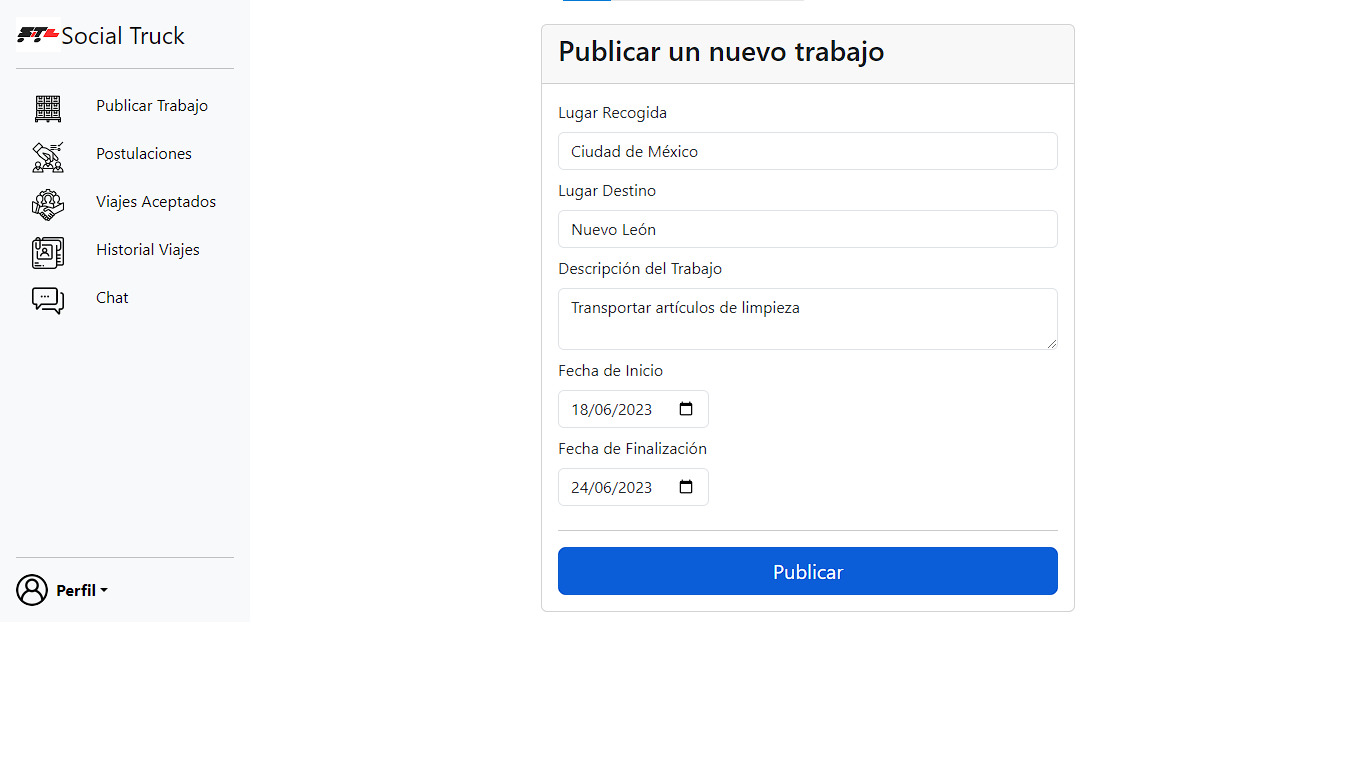 Social Truck
Publicar Trabajo
Postulaciones
Viajes Aceptados
Historial Viajes
Chat
Perfil
Publicar un nuevo trabajo
Lugar Recogida
Ciudad de México
Lugar Destino
Nuevo León
Descripción del Trabajo
Transportar artículos de limpieza
Fecha de Inicio
18/06/2023
Fecha de Finalización
24/06/2023
Publicar